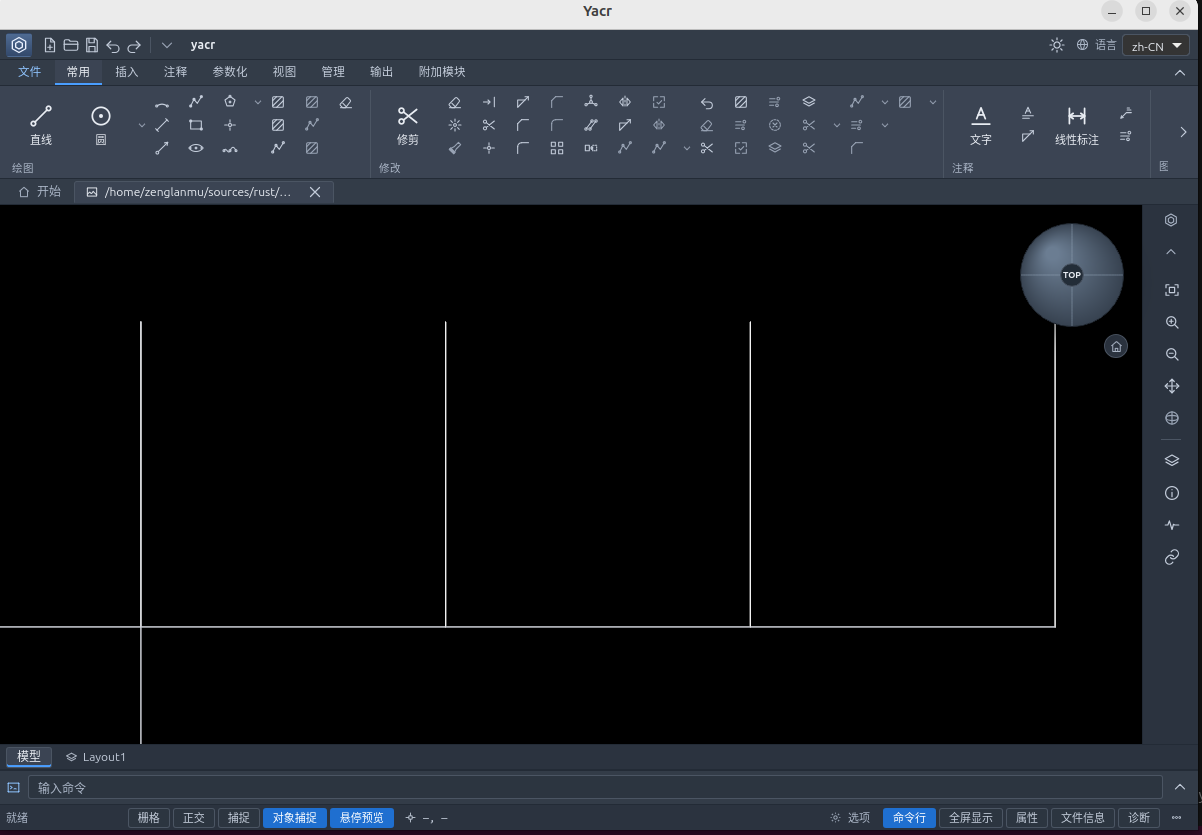 Yacr
yacr
语言 zh-CN
文件 常用 插入 注释 参数化 视图 管理 输出 附加模块
直线 圆 修剪 文字 线性标注
绘图 修改 注释 图
开始 /home/zenglanmu/sources/rust/...
TOP
模型 Layout1
输入命令
就绪 栅格 正交 捕捉 对象捕捉 悬停预览 –, – 选项 命令行 全屏显示 属性 文件信息 诊断